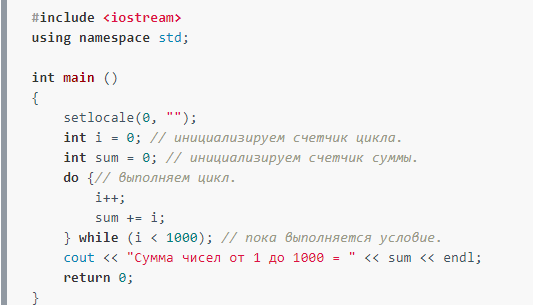 #include <iostream>
using namespace std;

int main ()
{
    setlocale(0, "");
    int i = 0; // инициализируем счетчик цикла.
    int sum = 0; // инициализируем счетчик суммы.
    do {// выполняем цикл.
        i++;
        sum += i;
    } while (i < 1000); // пока выполняется условие.
    cout << "Сумма чисел от 1 до 1000 = " << sum << endl;
    return 0;
}